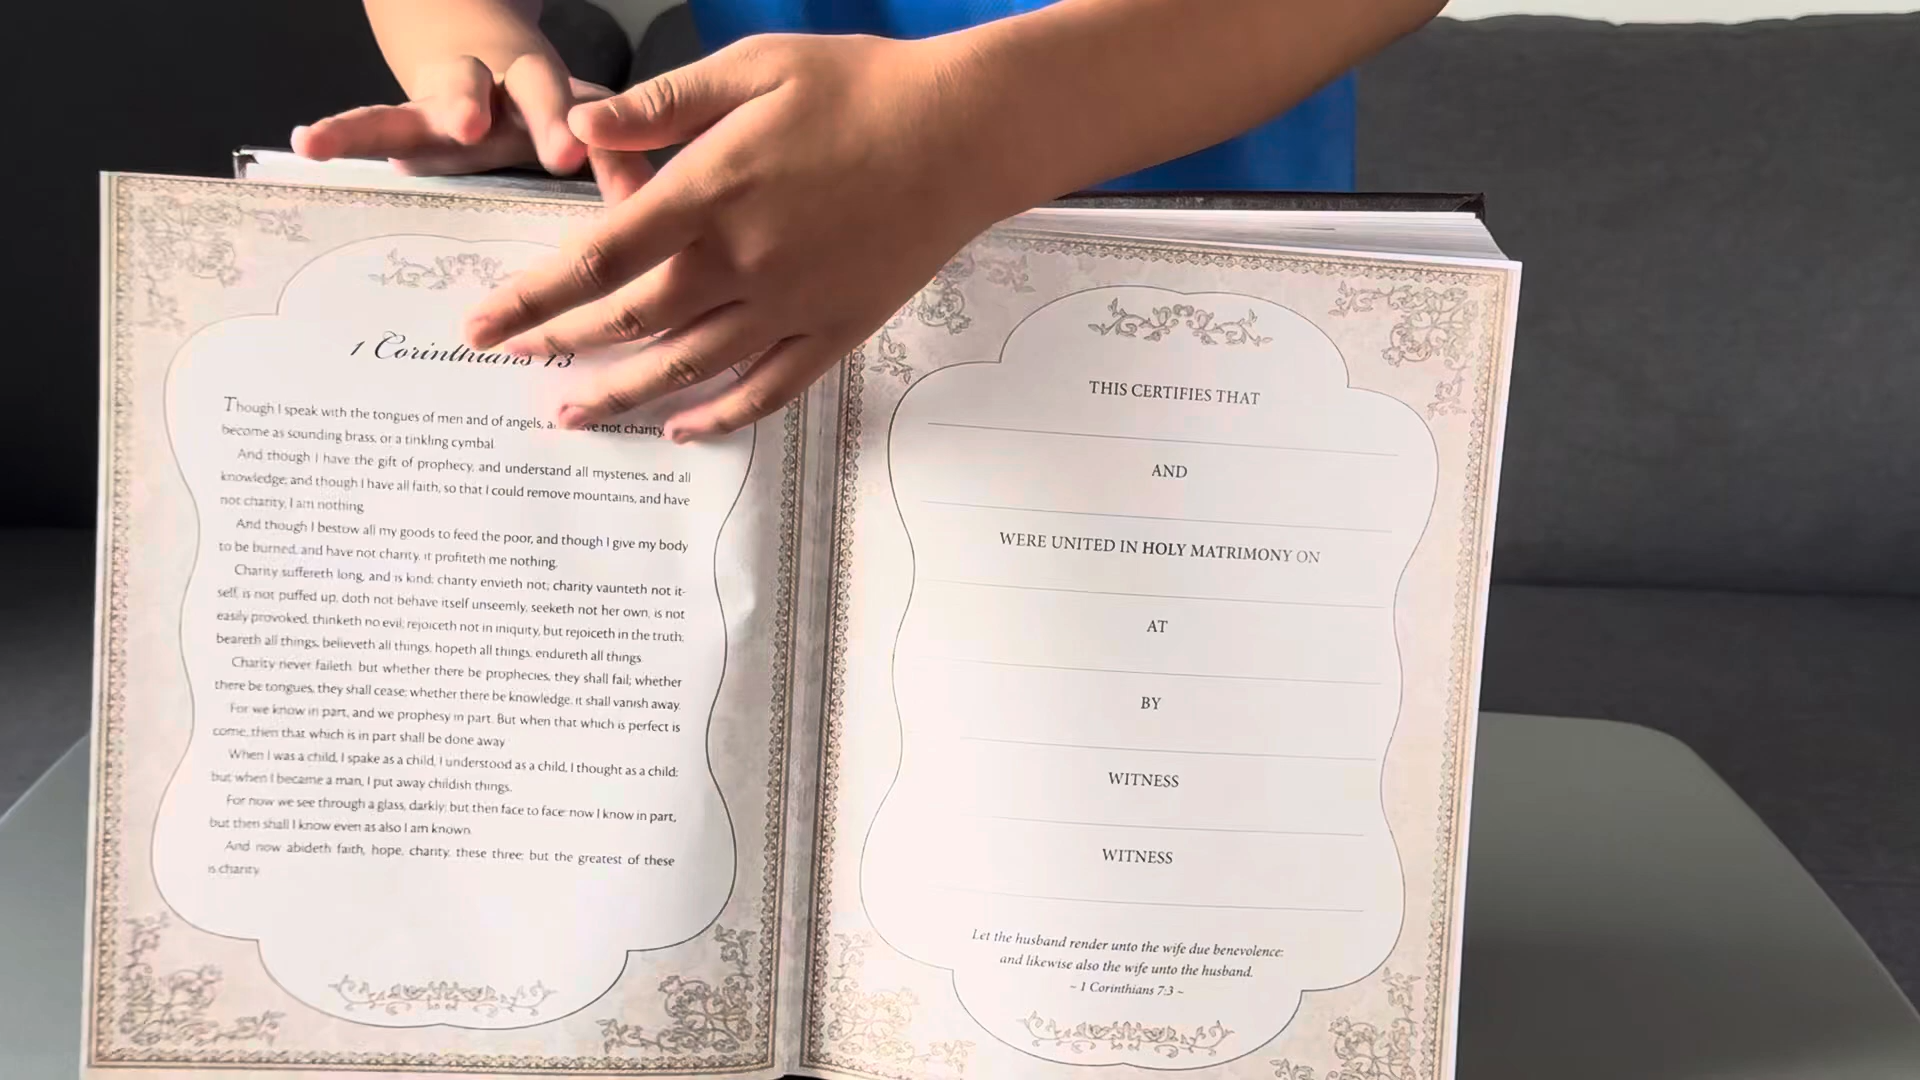 1 Corinthians 13
Though I speak with the tongues of men and of angels, a ve not charity,
become as sounding brass, or a tinkling cymbal.
And though I have the gift of prophecy, and understand all mysteries, and all
knowledge; and though I have all faith, so that I could remove mountains, and have
not charity, I am nothing.
And though I bestow all my goods to feed the poor, and though I give my body
to be burned, and have not charity, it profiteth me nothing.
Charity suffereth long, and is kind; charity envieth not; charity vaunteth not it-
self, is not puffed up, doth not behave itself unseemly, seeketh not her own, is not
easily provoked, thinketh no evil; rejoiceth not in iniquity, but rejoiceth in the truth;
beareth all things, believeth all things, hopeth all things, endureth all things.
Charity never faileth: but whether there be prophecies, they shall fail; whether
there be tongues, they shall cease; whether there be knowledge, it shall vanish away.
For we know in part, and we prophesy in part. But when that which is perfect is
come, then that which is in part shall be done away.
When I was a child, I spake as a child, I understood as a child, I thought as a child:
but when I became a man, I put away childish things.
For now we see through a glass, darkly; but then face to face: now I know in part,
but then shall I know even as also I am known.
And now abideth faith, hope, charity, these three; but the greatest of these
is charity.
THIS CERTIFIES THAT
AND
WERE UNITED IN HOLY MATRIMONY ON
AT
BY
WITNESS
WITNESS
Let the husband render unto the wife due benevolence:
and likewise also the wife unto the husband.
~ 1 Corinthians 7:3 ~